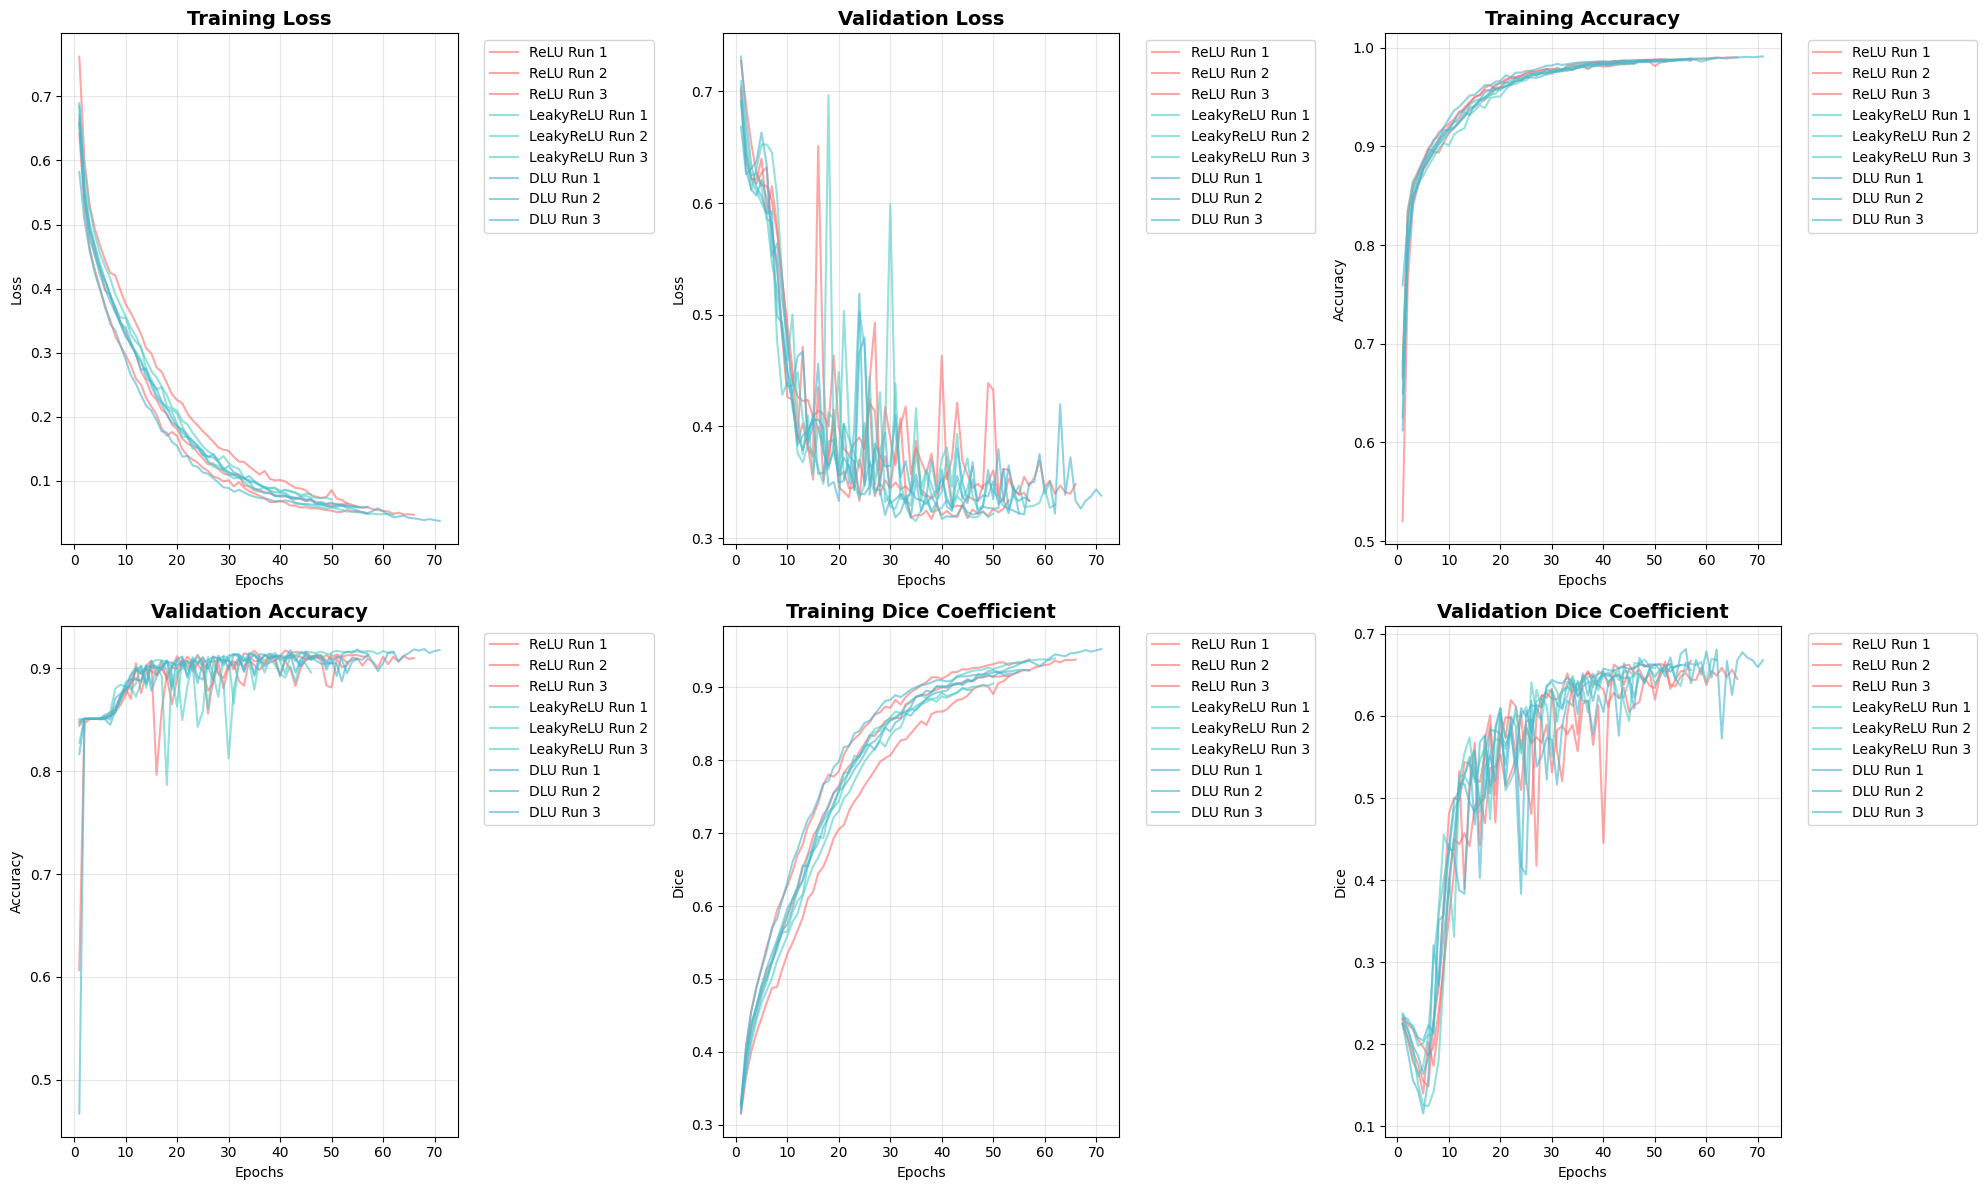 Training Loss
Loss
0.7
0.6
0.5
0.4
0.3
0.2
0.1
0 10 20 30 40 50 60 70
Epochs
ReLU Run 1
ReLU Run 2
ReLU Run 3
LeakyReLU Run 1
LeakyReLU Run 2
LeakyReLU Run 3
DLU Run 1
DLU Run 2
DLU Run 3
Validation Loss
Loss
0.7
0.6
0.5
0.4
0.3
0 10 20 30 40 50 60 70
Epochs
ReLU Run 1
ReLU Run 2
ReLU Run 3
LeakyReLU Run 1
LeakyReLU Run 2
LeakyReLU Run 3
DLU Run 1
DLU Run 2
DLU Run 3
Training Accuracy
Accuracy
1.0
0.9
0.8
0.7
0.6
0.5
0 10 20 30 40 50 60 70
Epochs
ReLU Run 1
ReLU Run 2
ReLU Run 3
LeakyReLU Run 1
LeakyReLU Run 2
LeakyReLU Run 3
DLU Run 1
DLU Run 2
DLU Run 3
Validation Accuracy
Accuracy
0.9
0.8
0.7
0.6
0.5
0 10 20 30 40 50 60 70
Epochs
ReLU Run 1
ReLU Run 2
ReLU Run 3
LeakyReLU Run 1
LeakyReLU Run 2
LeakyReLU Run 3
DLU Run 1
DLU Run 2
DLU Run 3
Training Dice Coefficient
Dice
0.9
0.8
0.7
0.6
0.5
0.4
0.3
0 10 20 30 40 50 60 70
Epochs
ReLU Run 1
ReLU Run 2
ReLU Run 3
LeakyReLU Run 1
LeakyReLU Run 2
LeakyReLU Run 3
DLU Run 1
DLU Run 2
DLU Run 3
Validation Dice Coefficient
Dice
0.7
0.6
0.5
0.4
0.3
0.2
0.1
0 10 20 30 40 50 60 70
Epochs
ReLU Run 1
ReLU Run 2
ReLU Run 3
LeakyReLU Run 1
LeakyReLU Run 2
LeakyReLU Run 3
DLU Run 1
DLU Run 2
DLU Run 3